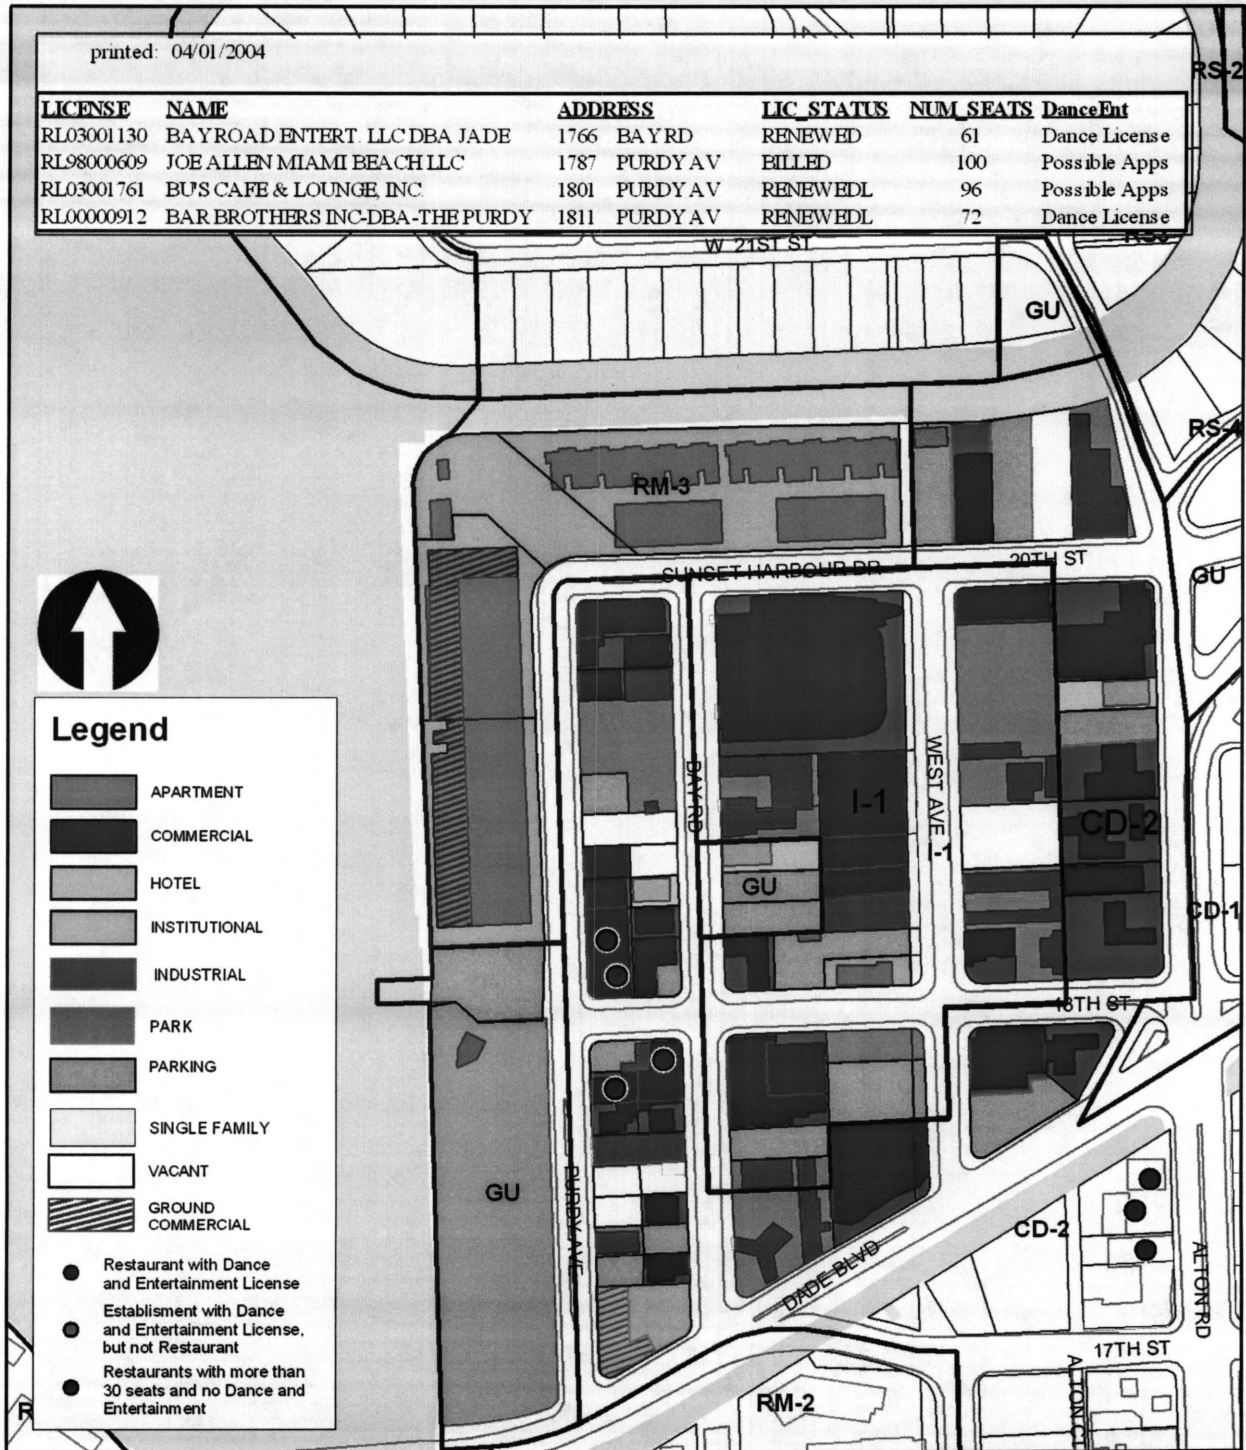 RS-2
printed: 04/01/2004
LICENSE NAME ADDRESS LIC_STATUS NUM_SEATS DanceEnt
RL03001130 BAY ROAD ENTERT. LLC DBA JADE 1766 BAY RD RENEWED 61 Dance License
RL98000609 JOE ALLEN MIAMI BEACH LLC 1787 PURDY AV BILLED 100 Possible Appl
RL03001761 BU'S CAFE & LOUNGE, INC 1801 PURDY AV RENEWEDL 96 Possible Appl
RL00000912 BAR BROTHERS INC-DBA-THE PURDY 1811 PURDY AV RENEWEDL 72 Dance License
W 21ST ST
GU
RS-4
RM-3
SUNSET HARBOUR DR
20TH ST
GU
Legend
APARTMENT
COMMERCIAL
HOTEL
INSTITUTIONAL
INDUSTRIAL
PARK
PARKING
SINGLE FAMILY
VACANT
GROUND
COMMERCIAL
Restaurant with Dance
and Entertainment License
Establisment with Dance
and Entertainment License,
but not Restaurant
Restaurants with more than
30 seats and no Dance and
Entertainment
BAY RD
WEST AVE
I-1
I-1
CD-2
GU
CD-1
18TH ST
GU
PURDY AVE
CD-2
DADE BLVD
ALTON RD
17TH ST
RM-2
ALTON C